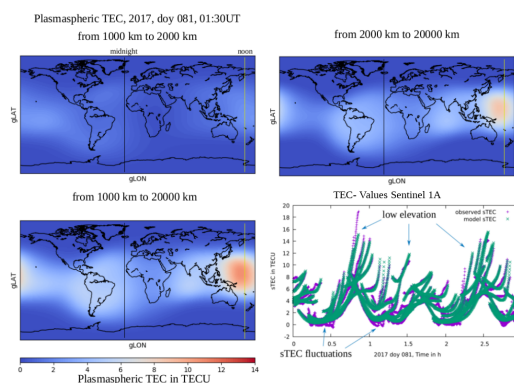 Plasmaspheric TEC, 2017, doy 081, 01:30UT
from 1000 km to 2000 km
from 2000 km to 20000 km
midnight
noon
gLAT
gLON
gLAT
gLON
from 1000 km to 20000 km
TEC- Values Sentinel 1A
gLAT
gLON
0 2 4 6 8 10 12 14
Plasmaspheric TEC in TECU
low elevation
observed sTEC
model sTEC
sTEC in TECU
20
18
16
14
12
10
8
6
4
2
0
-2
0 0.5 1 1.5 2 2.5
sTEC fluctuations
2017 doy 081, Time in h